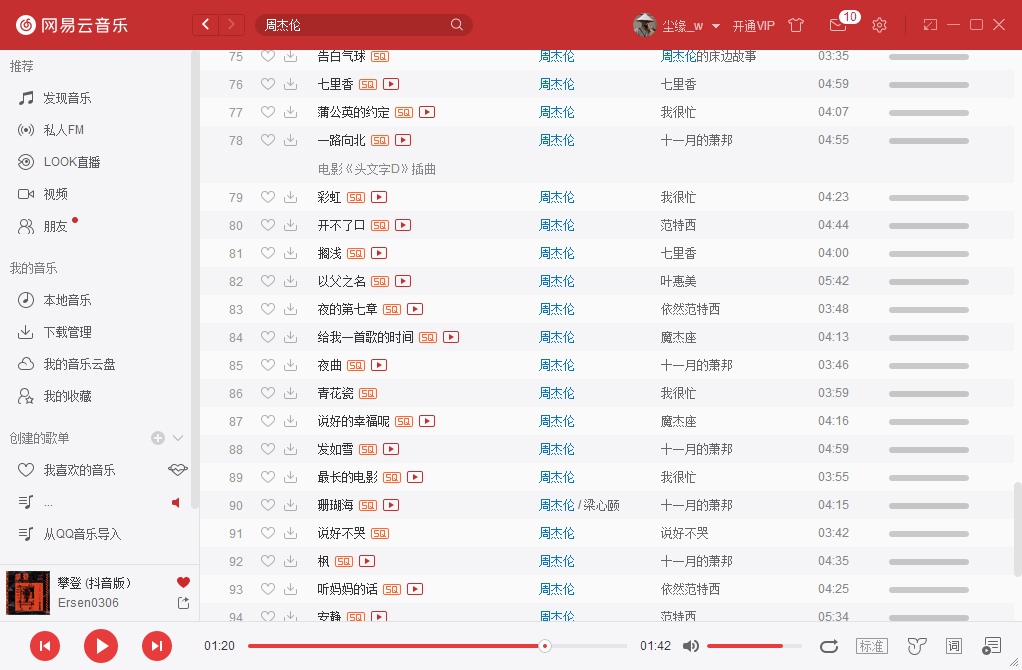 网易云音乐
周杰伦
尘缘_w
开通VIP
10
推荐
发现音乐
私人FM
LOOK直播
视频
朋友
我的音乐
本地音乐
下载管理
我的音乐云盘
我的收藏
创建的歌单
我喜欢的音乐
...
从QQ音乐导入
攀登 (抖音版)
Ersen0306
75 告白气球 SQ 周杰伦 周杰伦的床边故事 03:35
76 七里香 SQ 周杰伦 七里香 04:59
77 蒲公英的约定 SQ 周杰伦 我很忙 04:07
78 一路向北 SQ 周杰伦 十一月的萧邦 04:55
电影《头文字D》插曲
79 彩虹 SQ 周杰伦 我很忙 04:23
80 开不了口 SQ 周杰伦 范特西 04:44
81 搁浅 SQ 周杰伦 七里香 04:00
82 以父之名 SQ 周杰伦 叶惠美 05:42
83 夜的第七章 SQ 周杰伦 依然范特西 03:48
84 给我一首歌的时间 SQ 周杰伦 魔杰座 04:13
85 夜曲 SQ 周杰伦 十一月的萧邦 03:46
86 青花瓷 SQ 周杰伦 我很忙 03:59
87 说好的幸福呢 SQ 周杰伦 魔杰座 04:16
88 发如雪 SQ 周杰伦 十一月的萧邦 04:59
89 最长的电影 SQ 周杰伦 我很忙 03:55
90 珊瑚海 SQ 周杰伦 / 梁心颐 十一月的萧邦 04:15
91 说好不哭 SQ 周杰伦 说好不哭 03:42
92 枫 SQ 周杰伦 十一月的萧邦 04:35
93 听妈妈的话 SQ 周杰伦 依然范特西 04:25
94 安静 SQ 周杰伦 范特西 05:34
01:20
01:42
标准
词